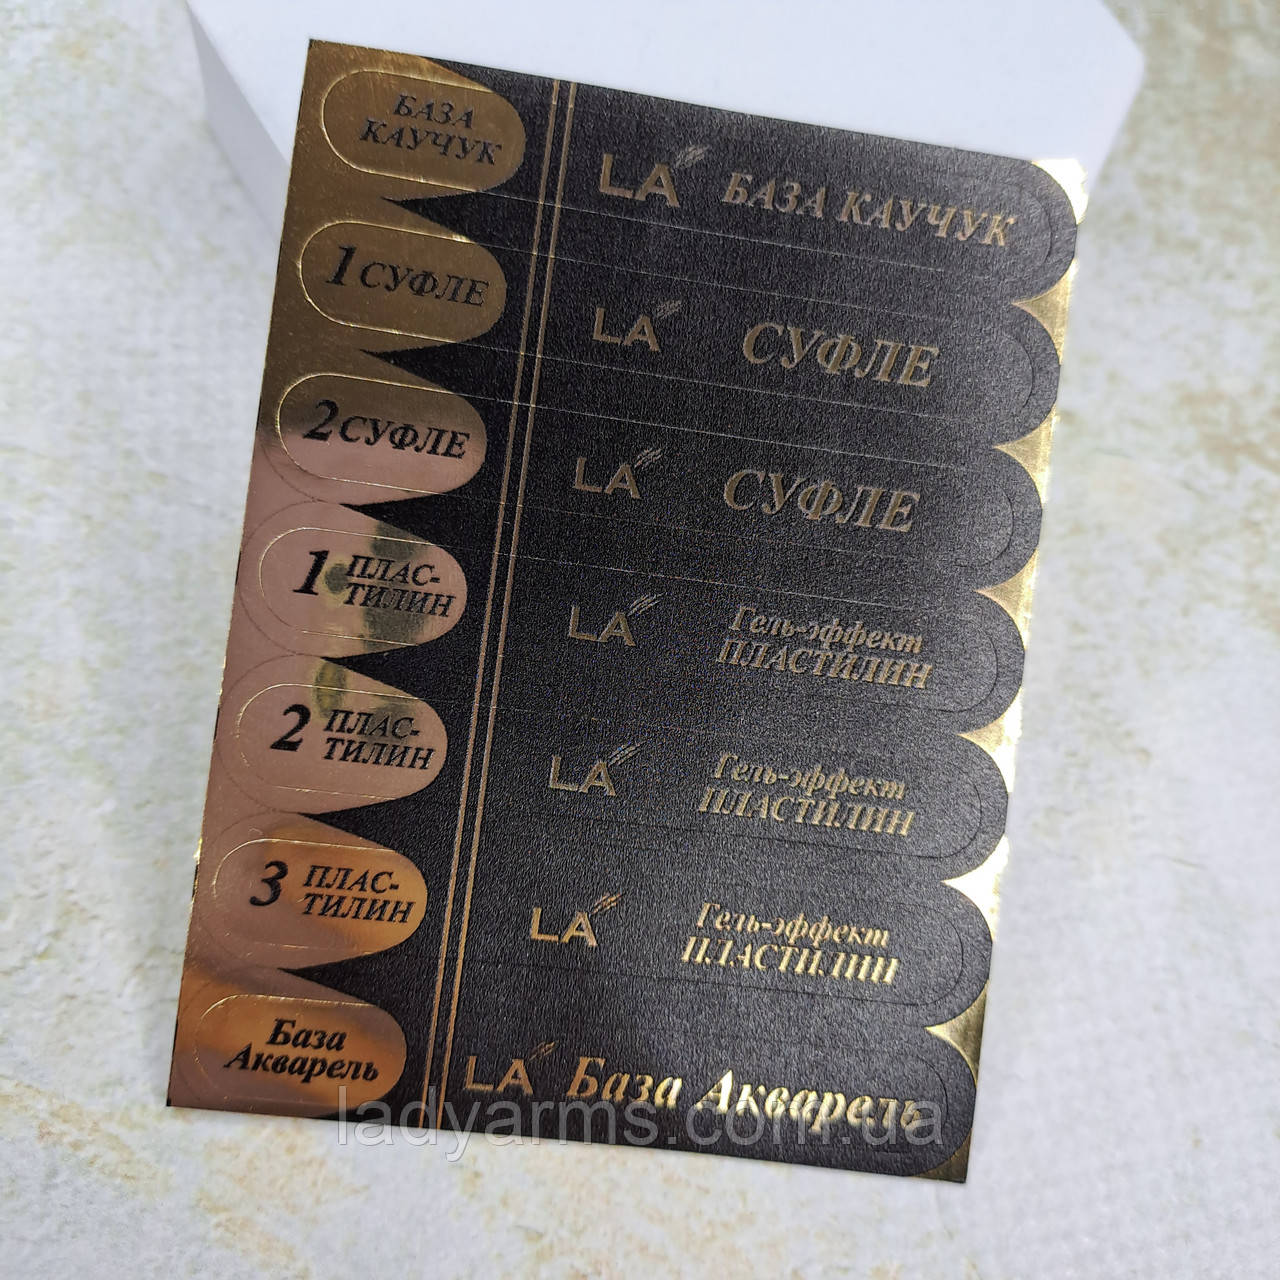 БАЗА
КАУЧУК
LA БАЗА КАУЧУК
1 СУФЛЕ
LA СУФЛЕ
2 СУФЛЕ
LA СУФЛЕ
1 ПЛАС-
ТИЛИН
LA Гель-эффект
ПЛАСТИЛИН
2 ПЛАС-
ТИЛИН
LA Гель-эффект
ПЛАСТИЛИН
3 ПЛАС-
ТИЛИН
LA Гель-эффект
ПЛАСТИЛИН
База
Акварель
LA База Акварель
ladyarms.com.ua